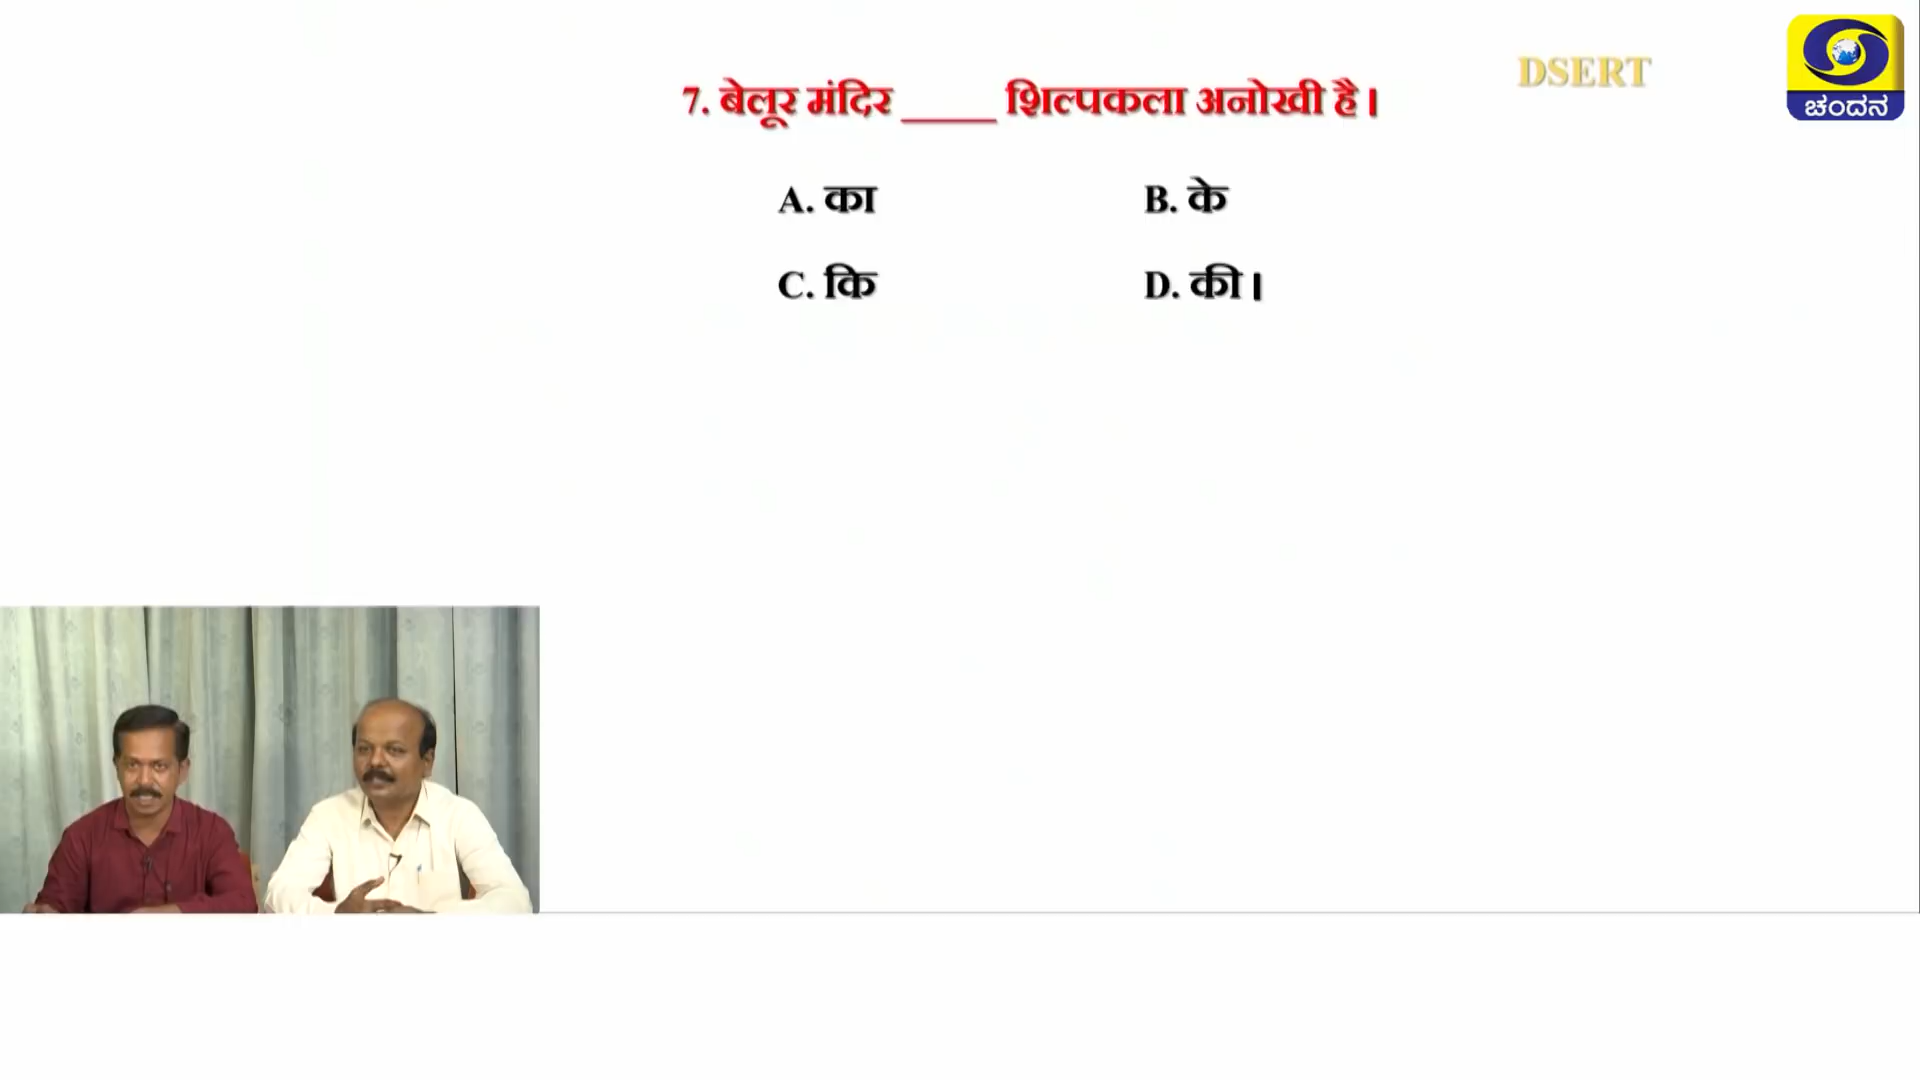 DSERT
ಚಂದನ
7. बेलूर मंदिर _____ शिल्पकला अनोखी है।
A. का B. के
C. कि D. की।